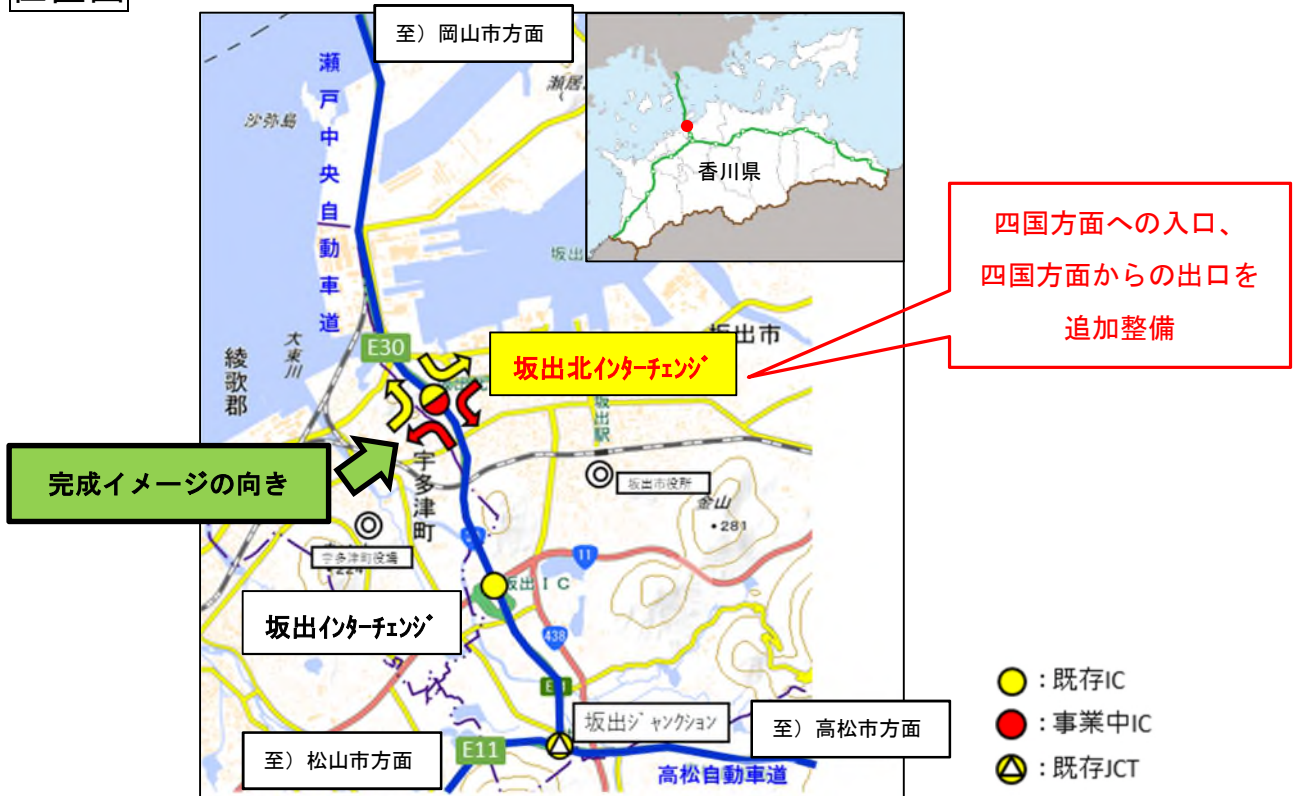 位置図
至）岡山市方面
瀬戸中央自動車道
沙弥島
香川県
四国方面への入口、
四国方面からの出口を
追加整備
坂出
坂出市
大束川
綾歌郡
E30
坂出北インターチェンジ
坂出駅
完成イメージの向き
宇多津町
坂出市役所
金山
・281
宇多津町役場
11
坂出IC
坂出インターチェンジ
438
坂出ジャンクション
至）高松市方面
至）松山市方面
E11
高松自動車道
：既存IC
：事業中IC
：既存JCT